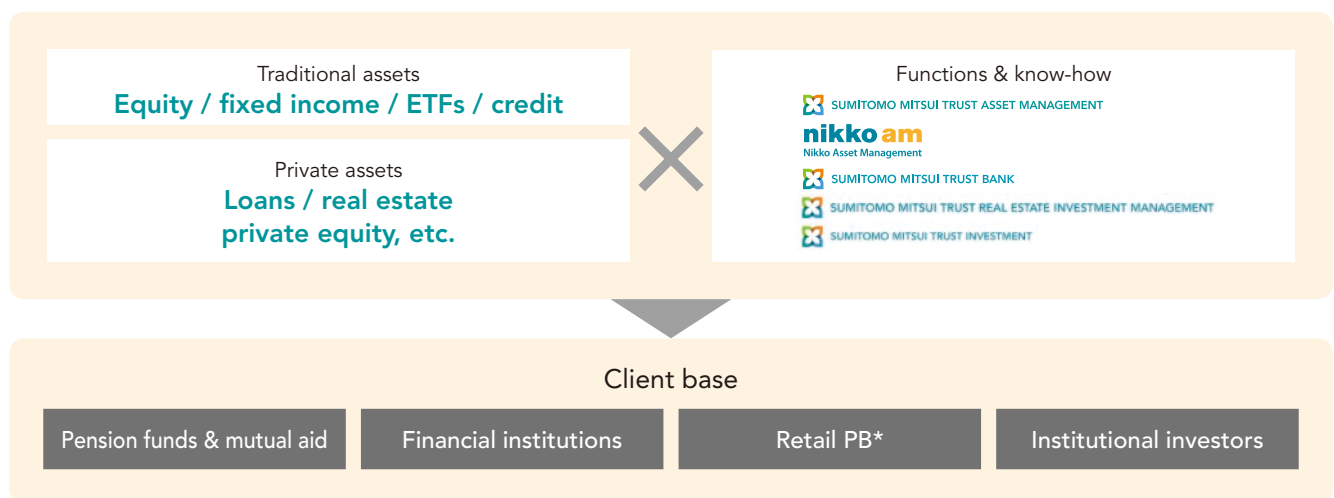 Traditional assets
Equity / fixed income / ETFs / credit
Private assets
Loans / real estate
private equity, etc.
Functions & know-how
SUMITOMO MITSUI TRUST ASSET MANAGEMENT
nikko am
Nikko Asset Management
SUMITOMO MITSUI TRUST BANK
SUMITOMO MITSUI TRUST REAL ESTATE INVESTMENT MANAGEMENT
SUMITOMO MITSUI TRUST INVESTMENT
Client base
Pension funds & mutual aid
Financial institutions
Retail PB*
Institutional investors